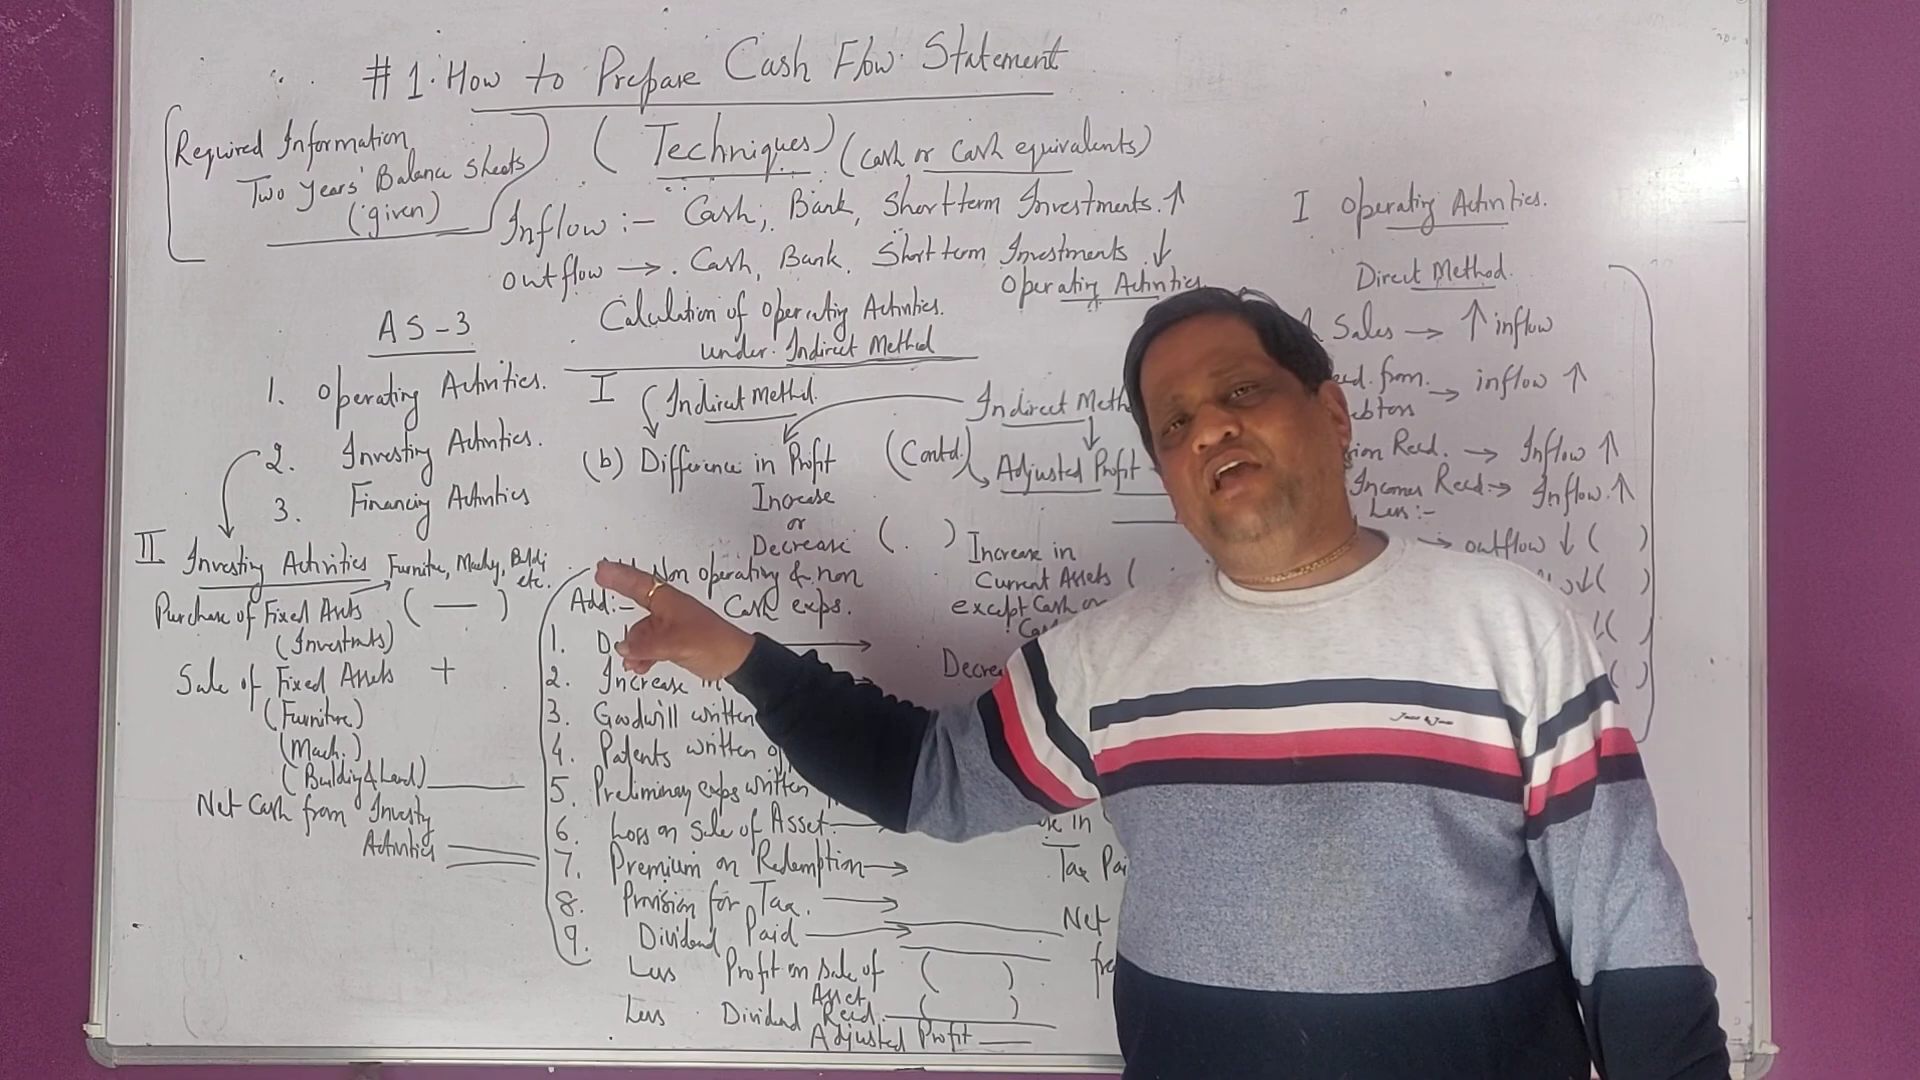 # 1. How to Prepare Cash Flow Statement
Required Information
Two Years' Balance Sheets
(given)
(Techniques) (Cash or Cash equivalents)
Inflow :- Cash, Bank, Short term Investments. ↑
outflow → . Cash, Bank, Short term Investments ↓
Operating Activities
AS-3
1. Operating Activities.
2. Investing Activities.
3. Financing Activities
II Investing Activities
Furniture, Machy, Buldi
etc.
Purchase of Fixed Assets ( — )
(Investmts)
Sale of Fixed Assets +
(Furniture)
(Mach.)
(Building & Land)
Net Cash from Investg
Activities
Calculation of Operating Activities.
under Indirect Method
I Indirect Method.
(b) Difference in Profit
Increase
or
Decrease ( . )
Non operating & non
Add:- Cash exps.
1.
2. Increase in
3. Goodwill written
4. Patents written
5. Preliminary exps written
6. Loss on Sale of Asset. →
7. Premium on Redemption →
8. Provision for Tax. →
9. Dividend Paid →
Less Profit on sale of ( )
Asset
Less Dividend Recd. ( )
Adjusted Profit
Indirect Meth
(Contd.) Adjusted Profit
Increase in
Current Assets (
except Cash or
Decrea
in
Tax Pai
Net
I Operating Activities.
Direct Method.
Sales → ↑ inflow
from. → inflow ↑
Recd. → Inflow ↑
Incomes Recd → Inflow. ↑
Less :-
→ outflow ↓ ( )
↓ ( )
( )
( )